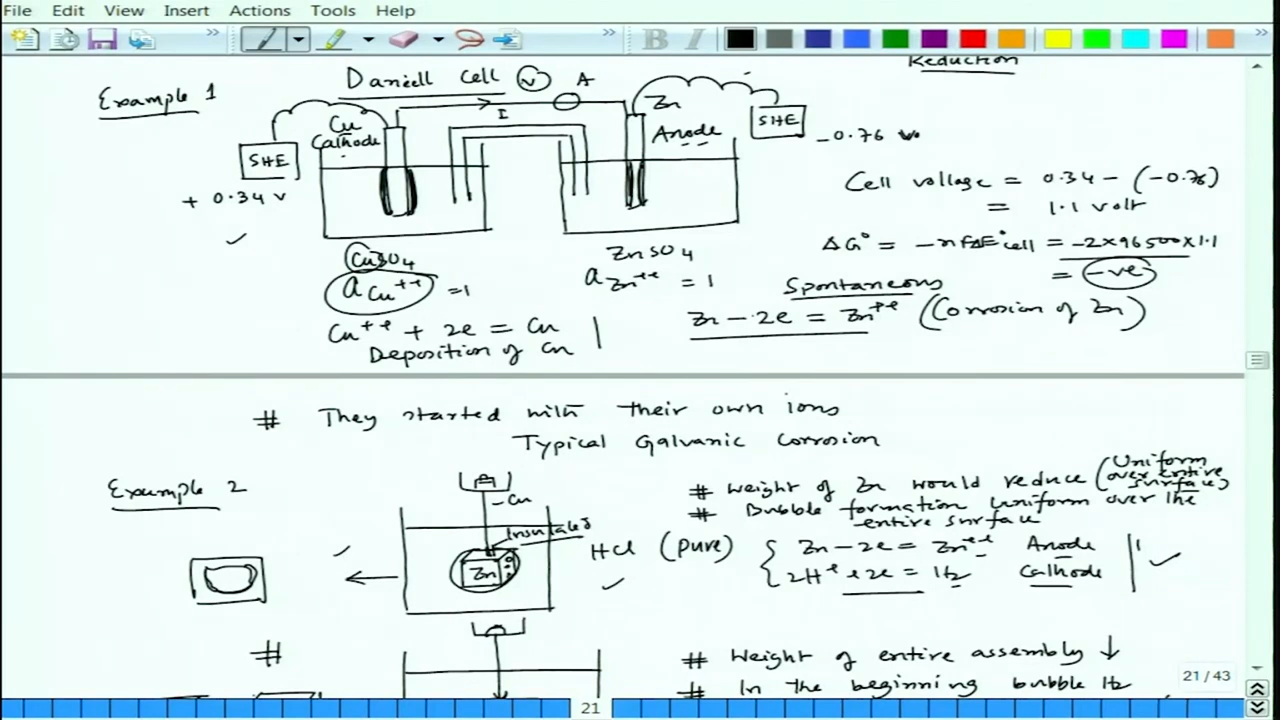 File Edit View Insert Actions Tools Help
Reduction
Example 1
Daniell Cell V A
I
Cu
Cathode
SHE
+ 0.34 V
Zn
Anode
SHE
-0.76 v
Cell voltage = 0.34 - (-0.76)
= 1.1 volt
ΔG° = -nFΔE°cell = -2×96500×1.1
= -ve
Spontaneous
CuSO4
aCu++ = 1
ZnSO4
aZn++ = 1
Cu++ + 2e = Cu
Deposition of Cu
Zn - 2e = Zn++ (Corrosion of Zn)
# They started with their own ions
Typical Galvanic Corrosion
Example 2
Cu
Insulated
Zn
HCl (pure)
# Weight of Zn would reduce (Uniform over entire surface)
# Bubble formation uniform over the
entire surface
Zn - 2e = Zn++ Anode
2H+ + 2e = H2 Cathode
#
# Weight of entire assembly ↓
# In the beginning bubble H2
21 / 43
21